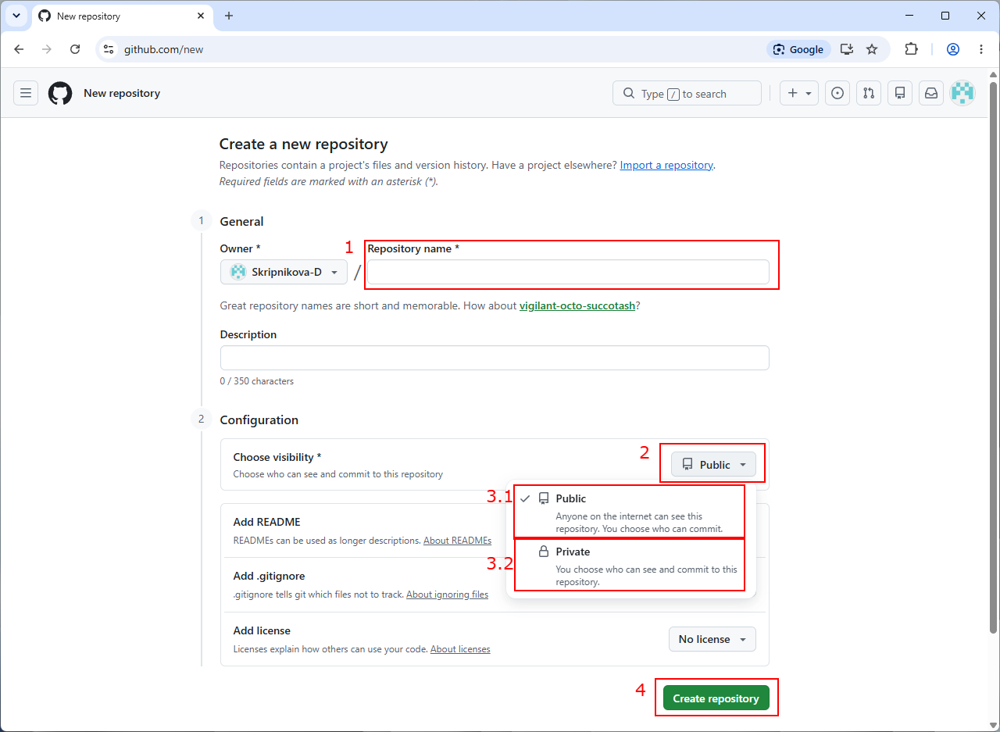 New repository
github.com/new
Google
New repository
Type / to search
Create a new repository
Repositories contain a project's files and version history. Have a project elsewhere? Import a repository.
Required fields are marked with an asterisk (*).
1 General
Owner *
1 Repository name *
Skripnikova-D /
Great repository names are short and memorable. How about vigilant-octo-succotash?
Description
0 / 350 characters
2 Configuration
Choose visibility *
Choose who can see and commit to this repository
2 Public
3.1 Public
Anyone on the internet can see this
repository. You choose who can commit.
3.2 Private
You choose who can see and commit to this
repository.
Add README
READMEs can be used as longer descriptions. About READMEs
Add .gitignore
.gitignore tells git which files not to track. About ignoring files
Add license
Licenses explain how others can use your code. About licenses
No license
4 Create repository